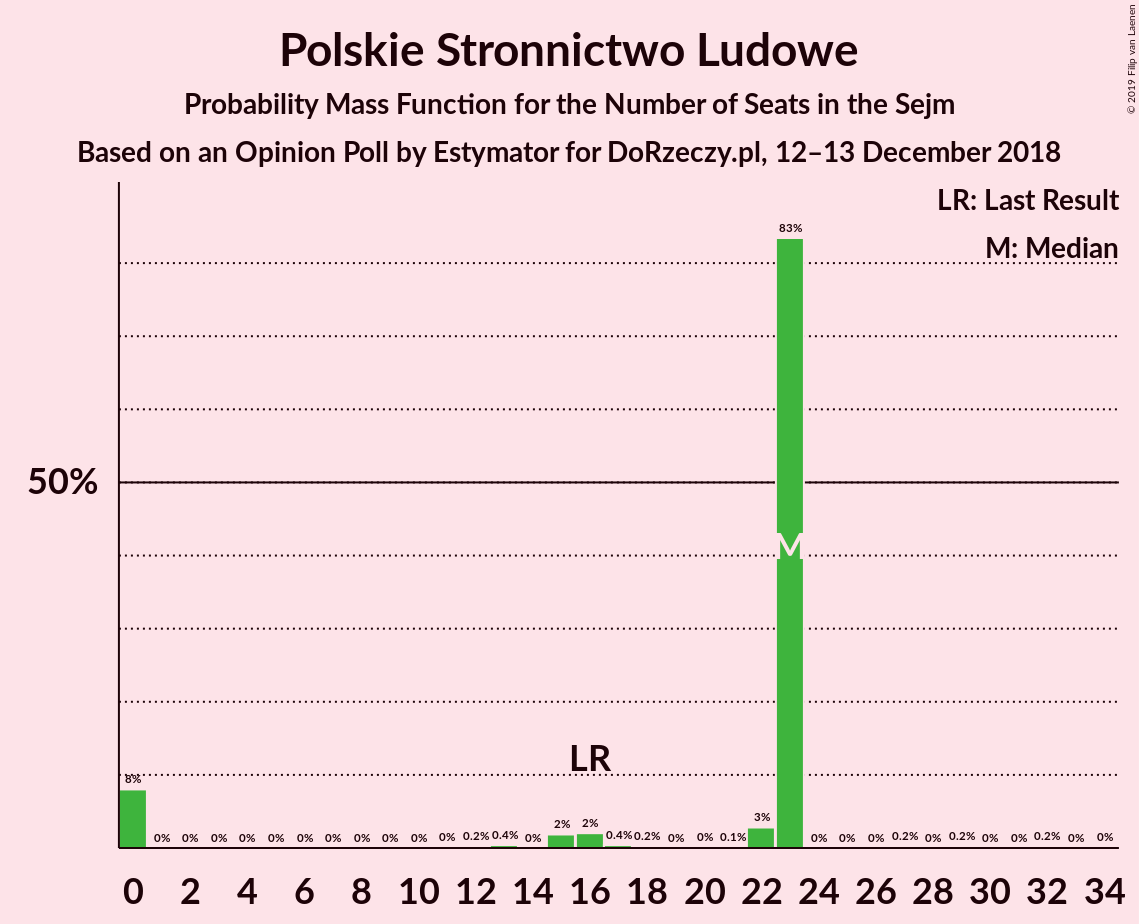 Polskie Stronnictwo Ludowe
Probability Mass Function for the Number of Seats in the Sejm
Based on an Opinion Poll by Estymator for DoRzeczy.pl, 12–13 December 2018
© 2019 Filip van Laenen
LR: Last Result
M: Median
50%
8% 0% 0% 0% 0% 0% 0% 0% 0% 0% 0% 0% 0.2% 0.4% 0% 2% 2% 0.4% 0.2% 0% 0% 0.1% 3% 83% 0% 0% 0% 0.2% 0% 0.2% 0% 0% 0.2% 0% 0%
M
LR
0 2 4 6 8 10 12 14 16 18 20 22 24 26 28 30 32 34